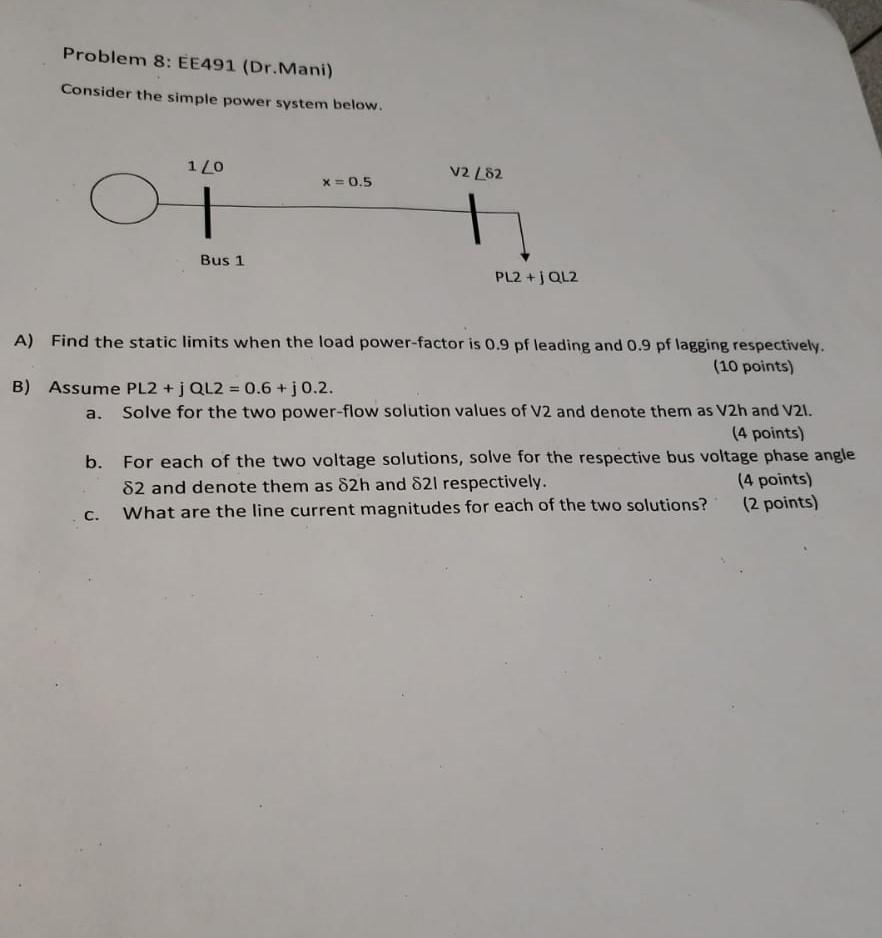 Problem 8: EE491 (Dr.Mani)
Consider the simple power system below.
1∠0
x = 0.5
V2∠δ2
Bus 1
PL2 + j QL2
A) Find the static limits when the load power-factor is 0.9 pf leading and 0.9 pf lagging respectively.
(10 points)
B) Assume PL2 + j QL2 = 0.6 + j 0.2.
a. Solve for the two power-flow solution values of V2 and denote them as V2h and V2l.
(4 points)
b. For each of the two voltage solutions, solve for the respective bus voltage phase angle
δ2 and denote them as δ2h and δ2l respectively. (4 points)
c. What are the line current magnitudes for each of the two solutions? (2 points)